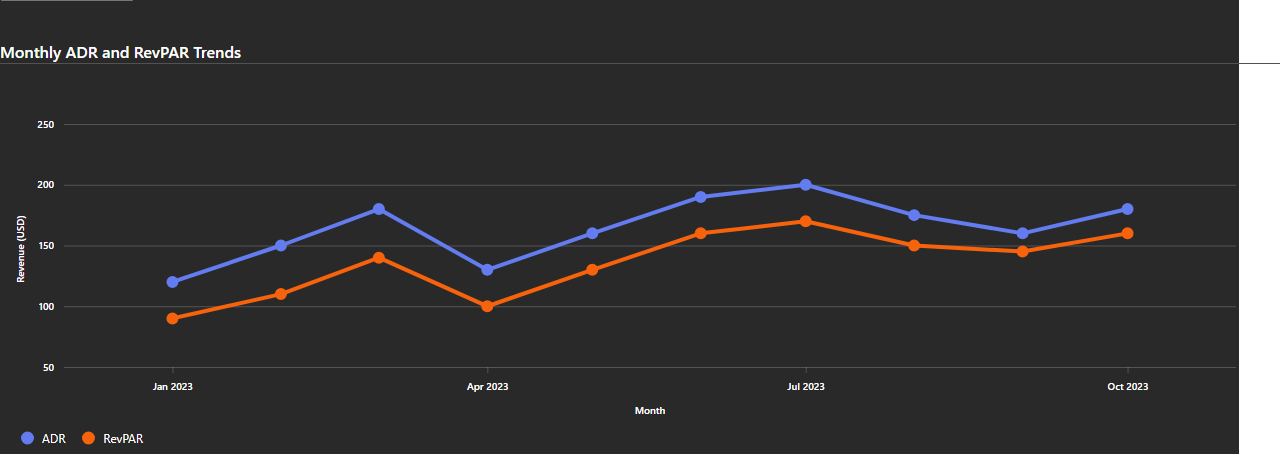 Monthly ADR and RevPAR Trends
250
200
150
100
50
Revenue (USD)
Jan 2023
Apr 2023
Jul 2023
Oct 2023
Month
ADR
RevPAR